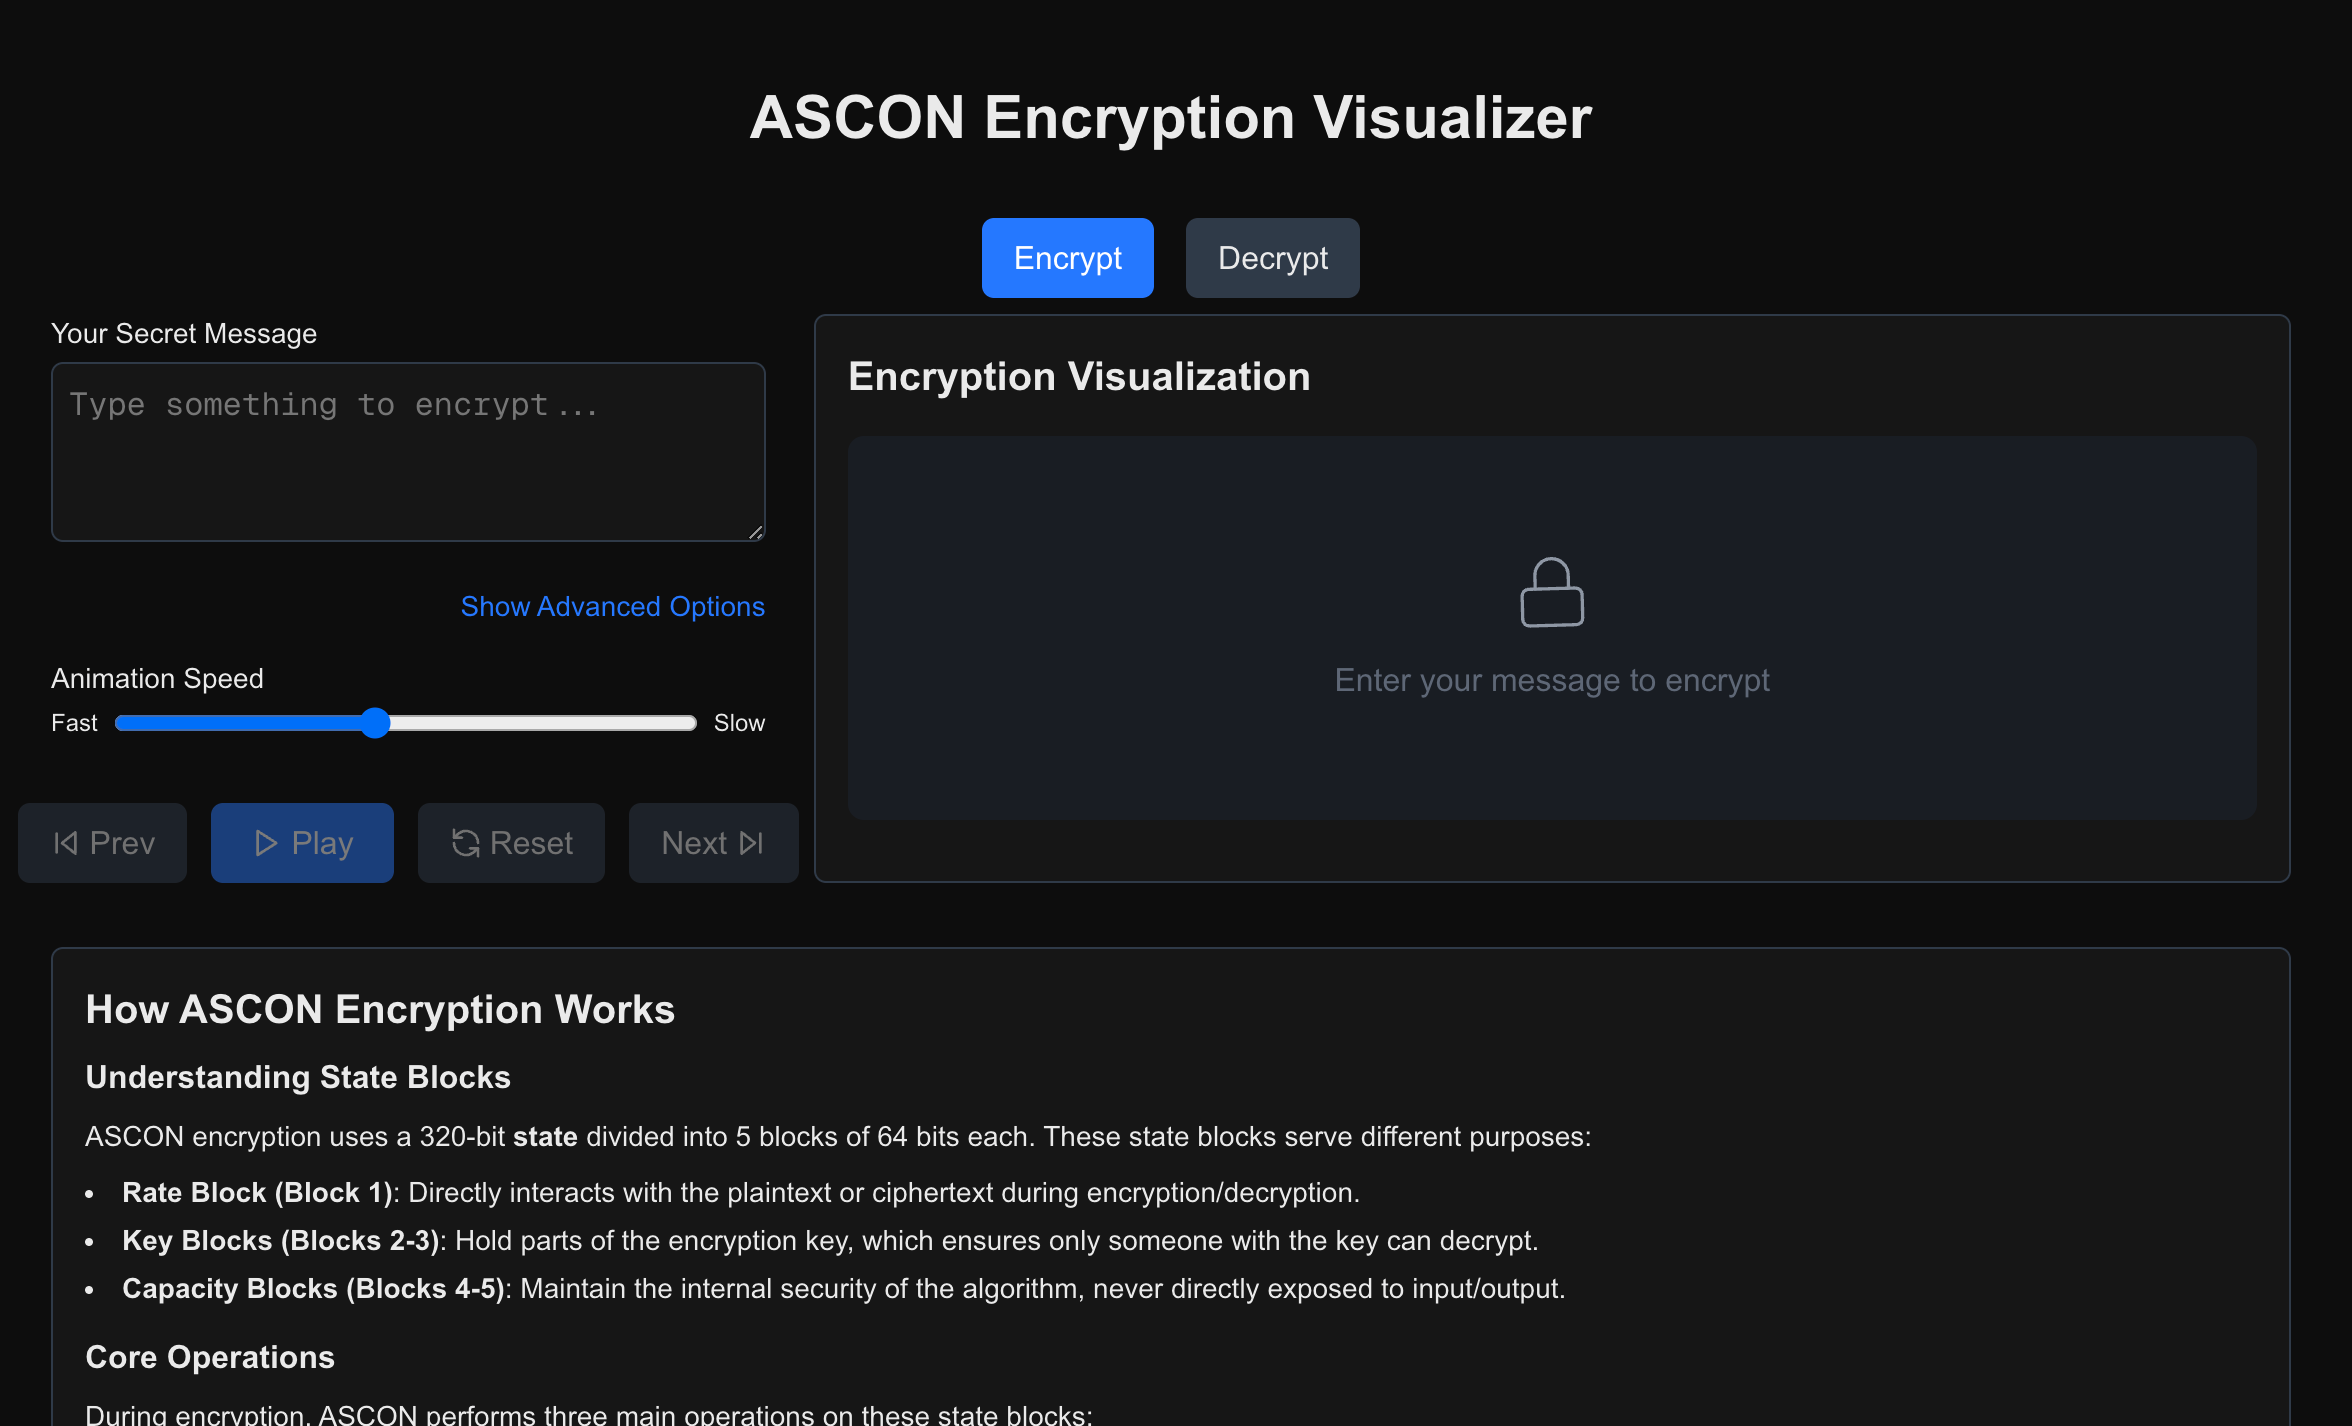 ASCON Encryption Visualizer
Encrypt
Decrypt
Your Secret Message
Type something to encrypt...
Show Advanced Options
Animation Speed
Fast
Slow
Prev
Play
Reset
Next
Encryption Visualization
Enter your message to encrypt
How ASCON Encryption Works
Understanding State Blocks
ASCON encryption uses a 320-bit state divided into 5 blocks of 64 bits each. These state blocks serve different purposes:
• Rate Block (Block 1): Directly interacts with the plaintext or ciphertext during encryption/decryption.
• Key Blocks (Blocks 2-3): Hold parts of the encryption key, which ensures only someone with the key can decrypt.
• Capacity Blocks (Blocks 4-5): Maintain the internal security of the algorithm, never directly exposed to input/output.
Core Operations
During encryption, ASCON performs three main operations on these state blocks: